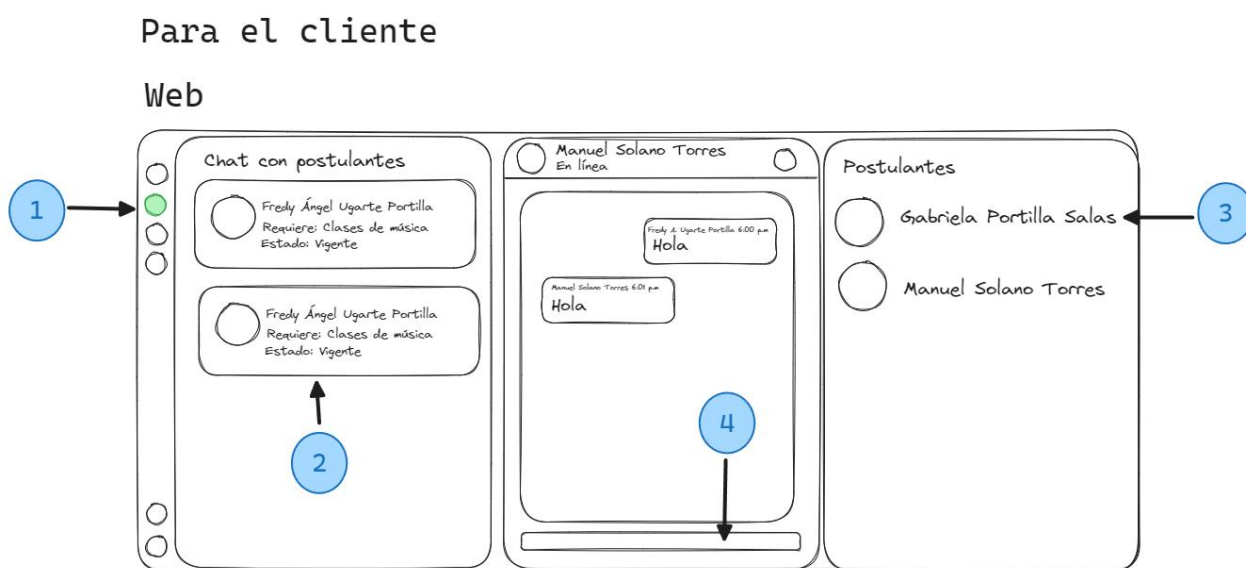 Para el cliente
Web
1
Chat con postulantes
Fredy Ángel Ugarte Portilla
Requiere: Clases de música
Estado: Vigente
Fredy Ángel Ugarte Portilla
Requiere: Clases de música
Estado: Vigente
2
Manuel Solano Torres
En línea
Fredy A Ugarte Portilla 6:00 p.m
Hola
Manuel Solano Torres 6:01 p.m
Hola
4
Postulantes
Gabriela Portilla Salas
3
Manuel Solano Torres